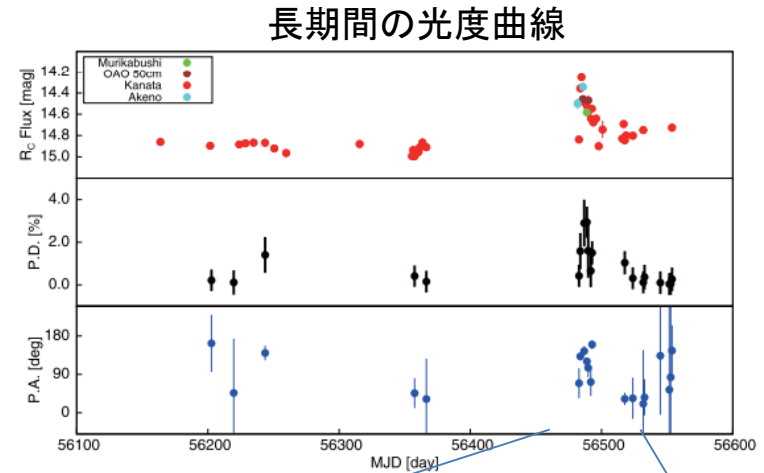 長期間の光度曲線
Murikabushi
OAO 50cm
Kanata
Akeno
R_C Flux [mag]
14.2
14.4
14.6
14.8
15.0
P.D. [%]
4.0
2.0
0.0
P.A. [deg]
180
90
0
56100 56200 56300 56400 56500 56600
MJD [day]